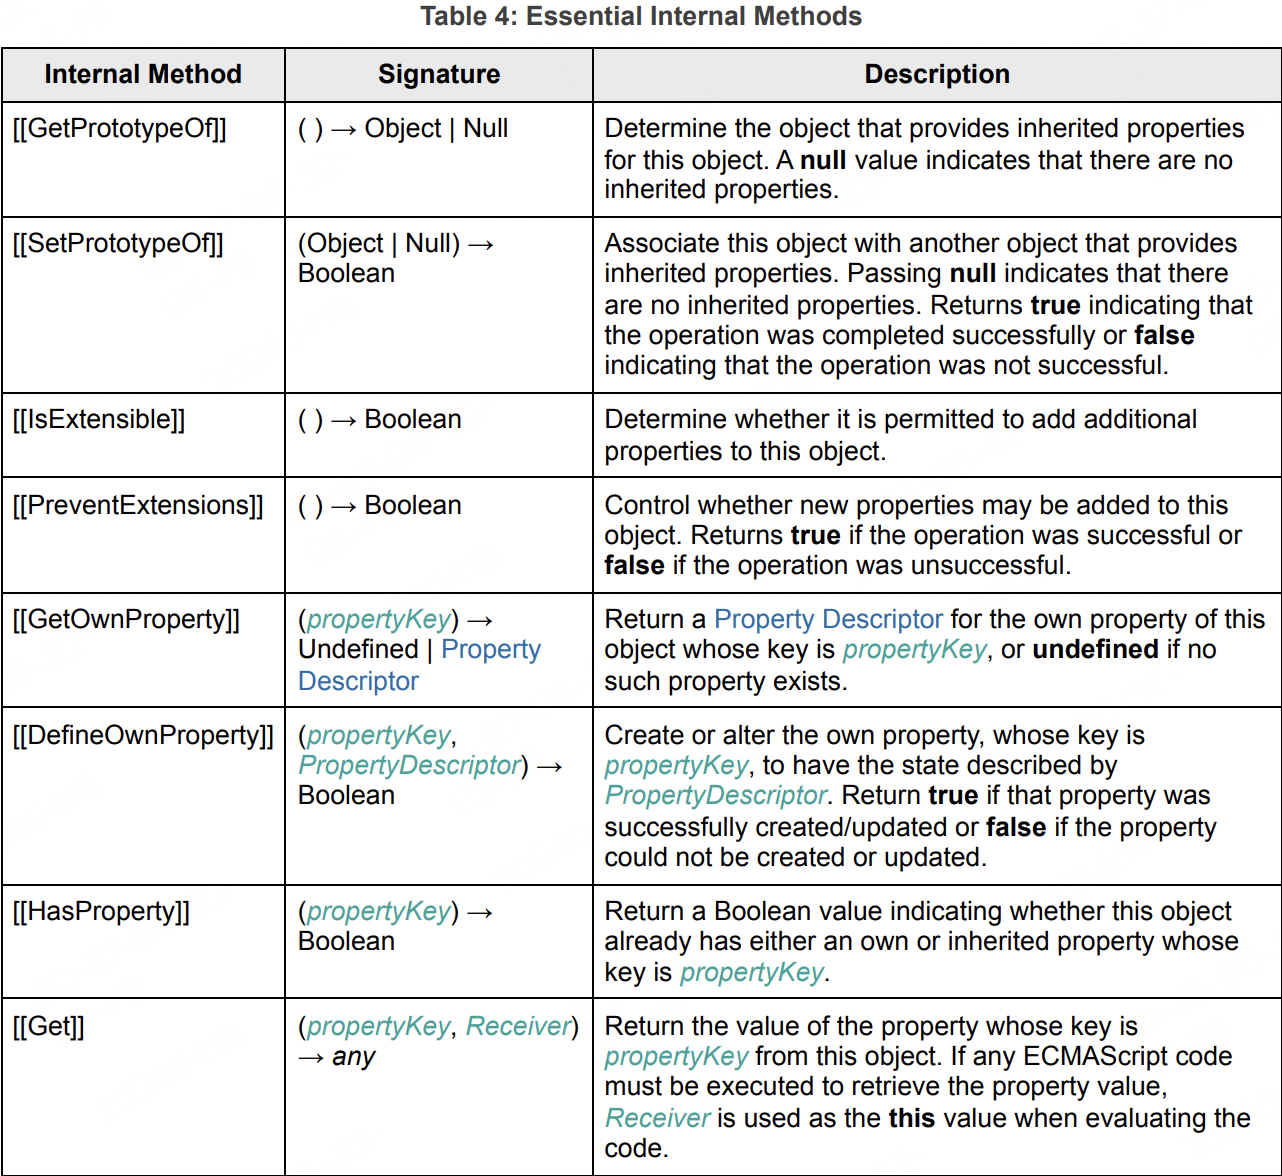 Table 4: Essential Internal Methods
Internal Method Signature Description
[[GetPrototypeOf]] ( ) → Object | Null Determine the object that provides inherited properties
for this object. A null value indicates that there are no
inherited properties.
[[SetPrototypeOf]] (Object | Null) → Associate this object with another object that provides
Boolean inherited properties. Passing null indicates that there
are no inherited properties. Returns true indicating that
the operation was completed successfully or false
indicating that the operation was not successful.
[[IsExtensible]] ( ) → Boolean Determine whether it is permitted to add additional
properties to this object.
[[PreventExtensions]] ( ) → Boolean Control whether new properties may be added to this
object. Returns true if the operation was successful or
false if the operation was unsuccessful.
[[GetOwnProperty]] (propertyKey) → Return a Property Descriptor for the own property of this
Undefined | Property object whose key is propertyKey, or undefined if no
Descriptor such property exists.
[[DefineOwnProperty]] (propertyKey, Create or alter the own property, whose key is
PropertyDescriptor) → propertyKey, to have the state described by
Boolean PropertyDescriptor. Return true if that property was
successfully created/updated or false if the property
could not be created or updated.
[[HasProperty]] (propertyKey) → Return a Boolean value indicating whether this object
Boolean already has either an own or inherited property whose
key is propertyKey.
[[Get]] (propertyKey, Receiver) Return the value of the property whose key is
→ any propertyKey from this object. If any ECMAScript code
must be executed to retrieve the property value,
Receiver is used as the this value when evaluating the
code.